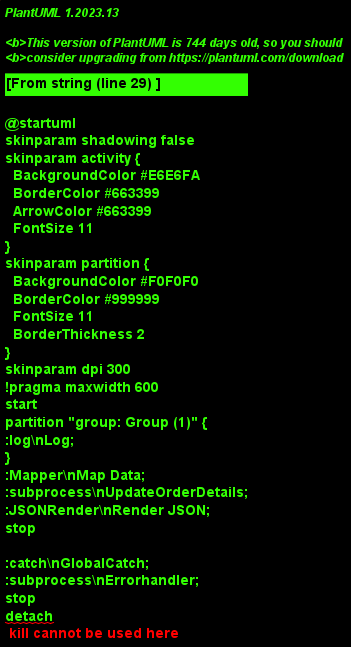 PlantUML 1.2023.13
<b>This version of PlantUML is 744 days old, so you should
<b>consider upgrading from https://plantuml.com/download
[From string (line 29) ]
@startuml
skinparam shadowing false
skinparam activity {
BackgroundColor #E6E6FA
BorderColor #663399
ArrowColor #663399
FontSize 11
}
skinparam partition {
BackgroundColor #F0F0F0
BorderColor #999999
FontSize 11
BorderThickness 2
}
skinparam dpi 300
!pragma maxwidth 600
start
partition "group: Group (1)" {
:log\nLog;
}
:Mapper\nMap Data;
:subprocess\nUpdateOrderDetails;
:JSONRender\nRender JSON;
stop
:catch\nGlobalCatch;
:subprocess\nErrorhandler;
stop
detach
kill cannot be used here